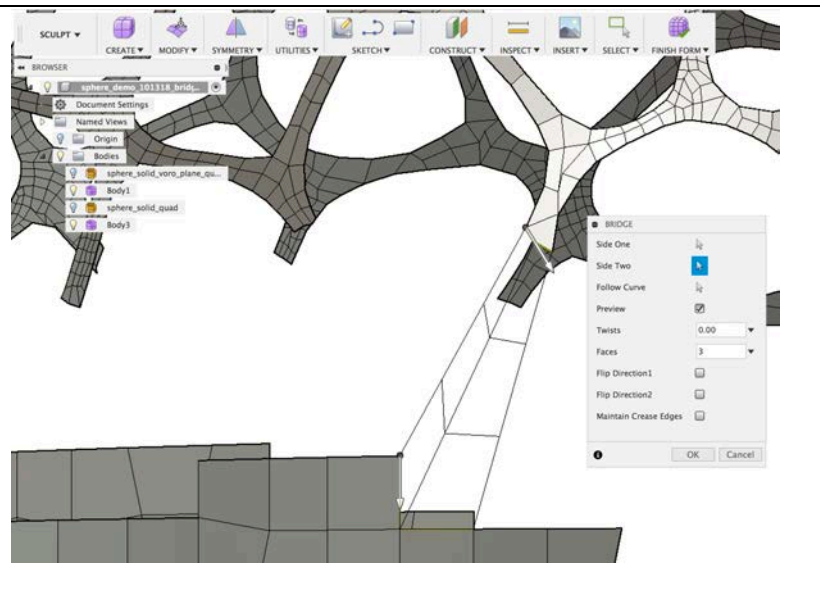 SCULPT ▾
CREATE ▾ MODIFY ▾ SYMMETRY ▾ UTILITIES ▾ SKETCH ▾ CONSTRUCT ▾ INSPECT ▾ INSERT ▾ SELECT ▾ FINISH FORM ▾
BROWSER
sphere_demo_101318_bridg...
Document Settings
Named Views
Origin
Bodies
sphere_solid_voro_plane_qu...
Body1
sphere_solid_quad
Body3
BRIDGE
Side One
Side Two
Follow Curve
Preview
Twists 0.00
Faces 3
Flip Direction1
Flip Direction2
Maintain Crease Edges
OK Cancel